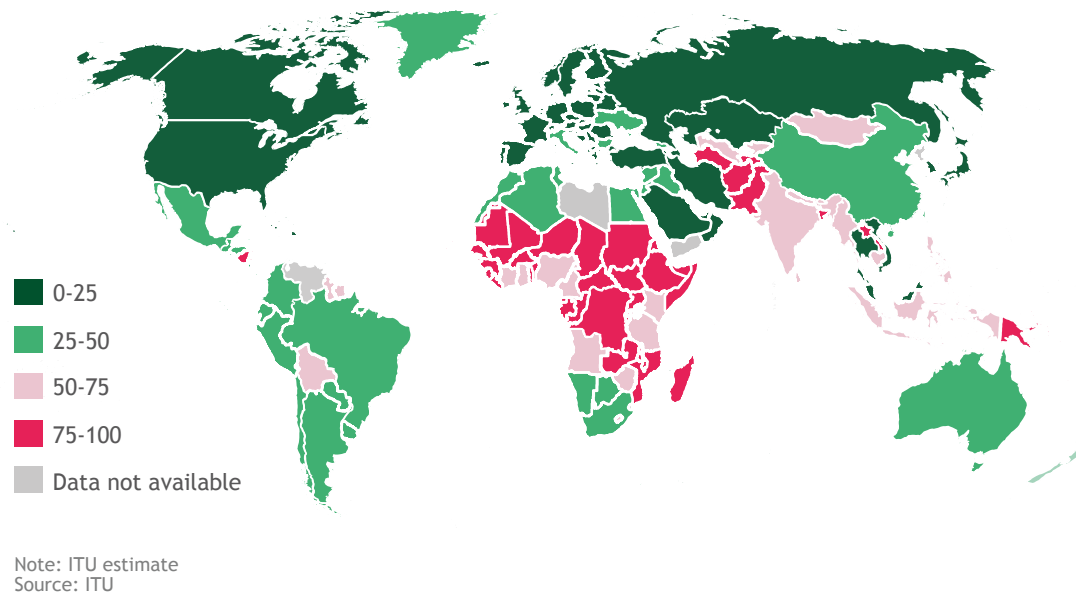 0-25
25-50
50-75
75-100
Data not available
Note: ITU estimate
Source: ITU